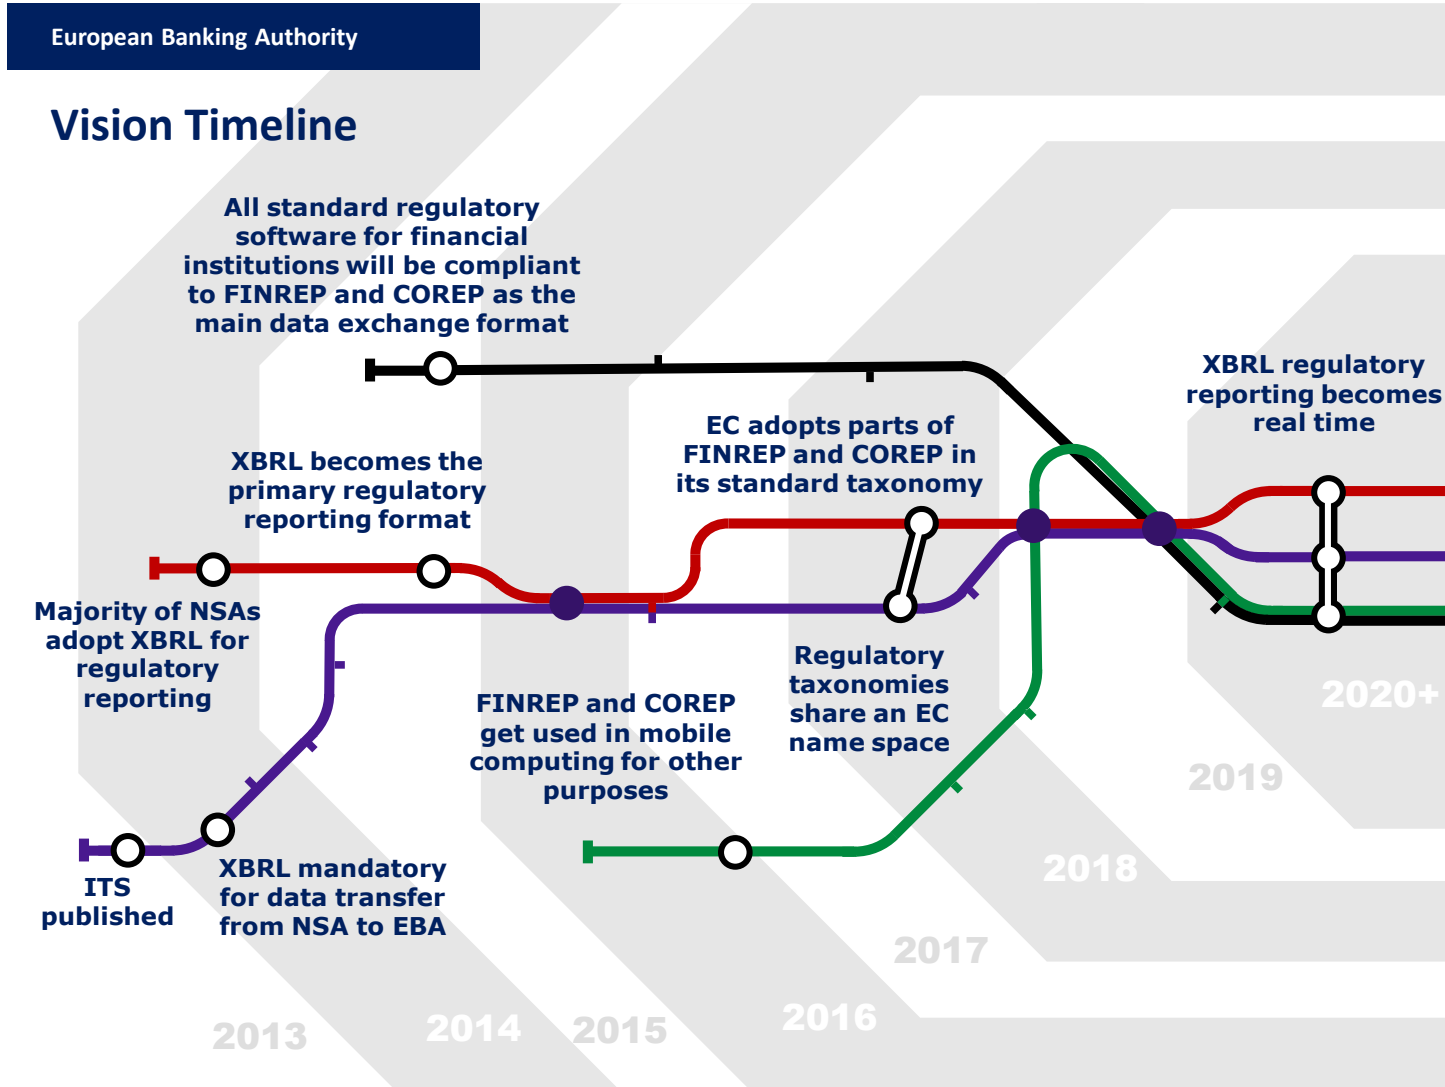 European Banking Authority
Vision Timeline
All standard regulatory
software for financial
institutions will be compliant
to FINREP and COREP as the
main data exchange format
XBRL regulatory
reporting becomes
real time
EC adopts parts of
FINREP and COREP in
its standard taxonomy
XBRL becomes the
primary regulatory
reporting format
Majority of NSAs
adopt XBRL for
regulatory
reporting
Regulatory
taxonomies
share an EC
name space
FINREP and COREP
get used in mobile
computing for other
purposes
ITS
published
XBRL mandatory
for data transfer
from NSA to EBA
2013
2014
2015
2016
2017
2018
2019
2020+